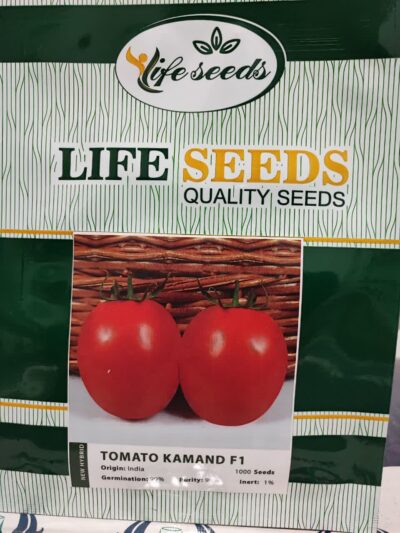 Life seeds
LIFE SEEDS
QUALITY SEEDS
NEW HYBRID
TOMATO KAMAND F1
Origin: India 1000 Seeds
Germination: Purity: Inert: 1%